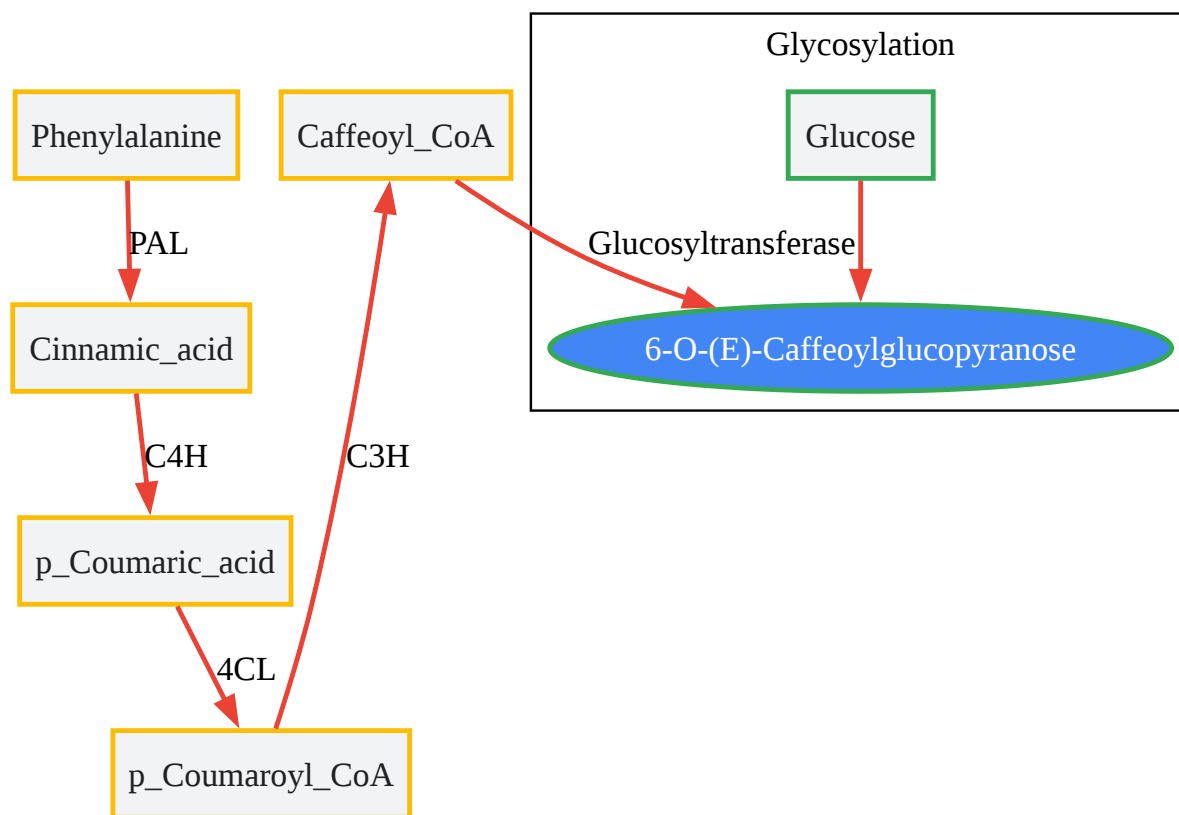 Glycosylation
Phenylalanine
Caffeoyl_CoA
Glucose
PAL
Glucosyltransferase
Cinnamic_acid
6-O-(E)-Caffeoylglucopyranose
C4H
C3H
p_Coumaric_acid
4CL
p_Coumaroyl_CoA